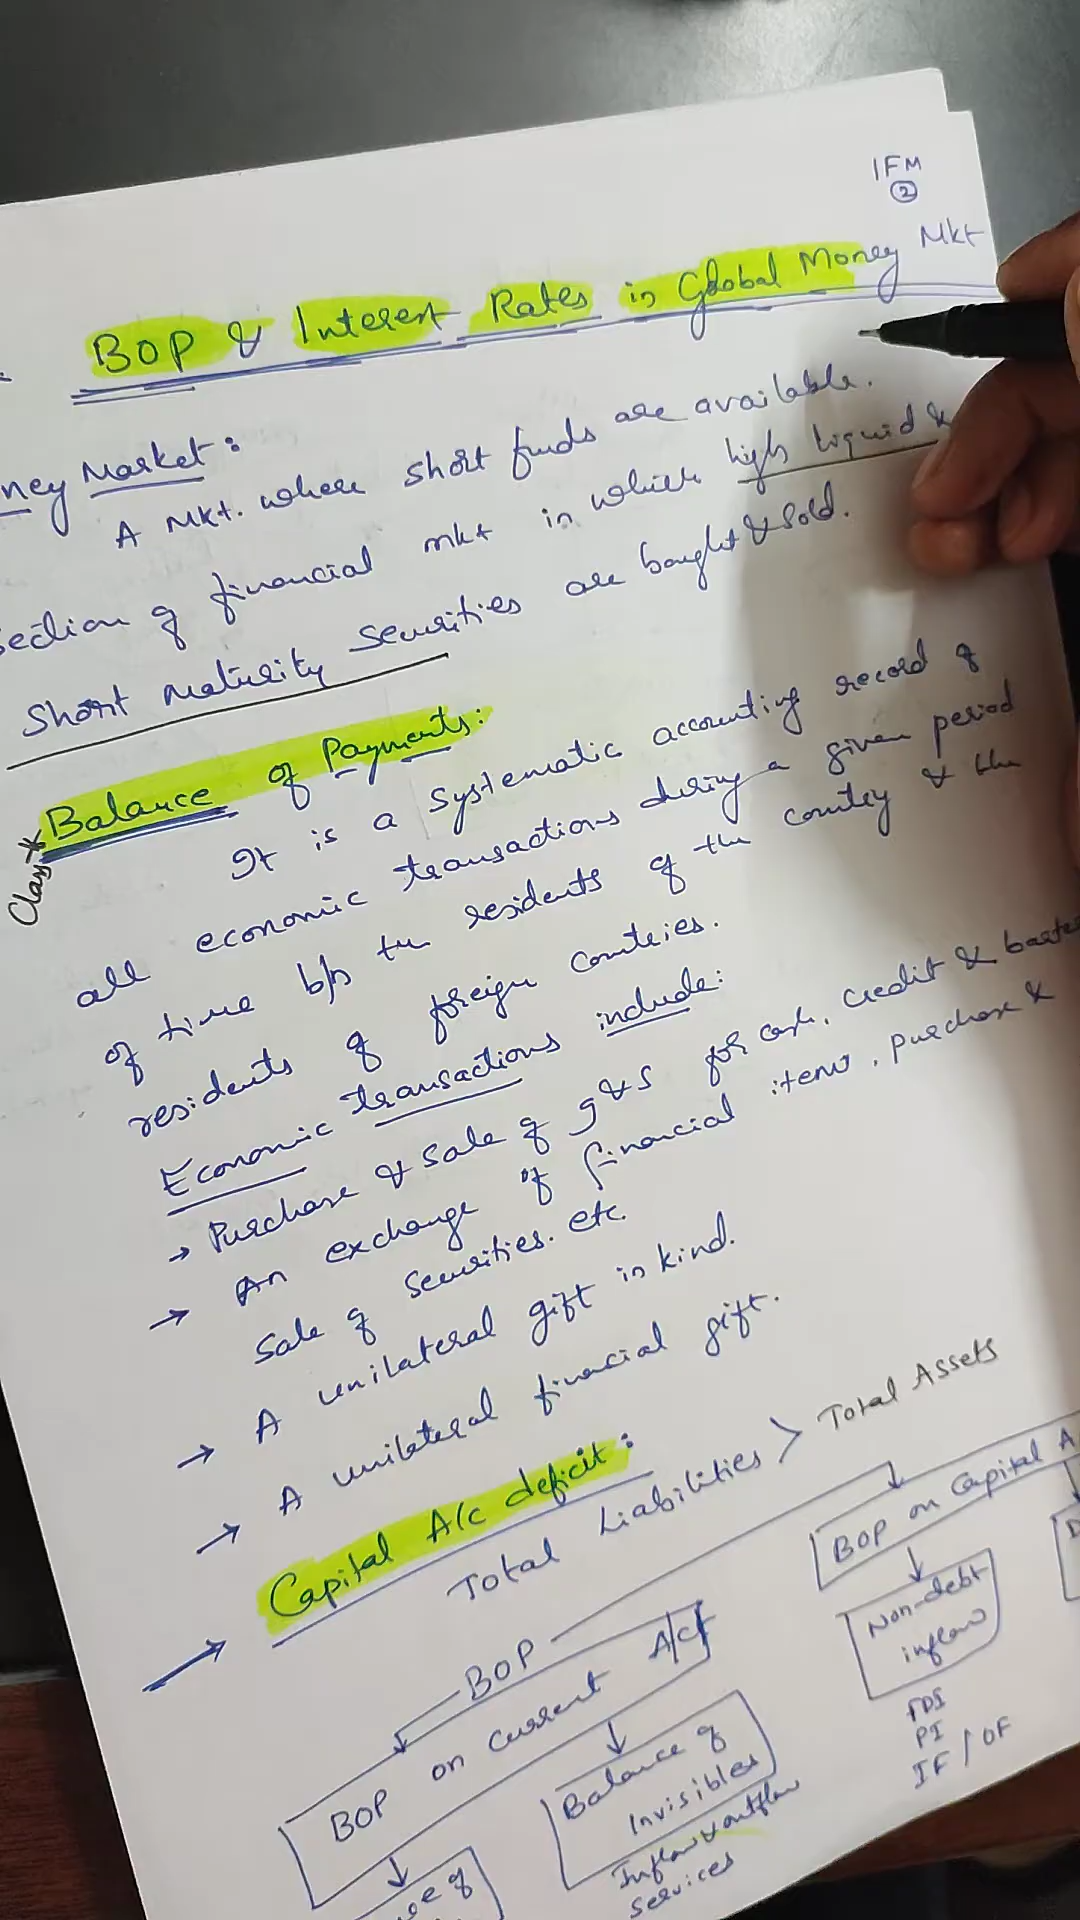 IFM
2
BOP & Interest Rates in Global Money Mkt
ney Market:
A Mkt. where short funds are available.
section of financial mkt in which high liquid &
short maturity securities are bought & sold.
Class *
Balance of Payments:
It is a systematic accounting record of
all economic transactions during a given period
of time b/n the residents of the country & the
residents of foreign countries.
Economic transactions include:
→ Purchase & sale of g & s for cash, credit & barter
→ An exchange of financial items, purchase &
sale of securities. etc.
→ A unilateral gift in kind.
→ A unilateral financial gift.
→ Capital A/c deficit:
Total Liabilities > Total Assets
BOP
BOP on Capital A
BOP on current A/c
Non-debt
inflow
FDI
PI
IF / OF
D
Balance of
Invisibles
Inflow & outflow
services
ce of